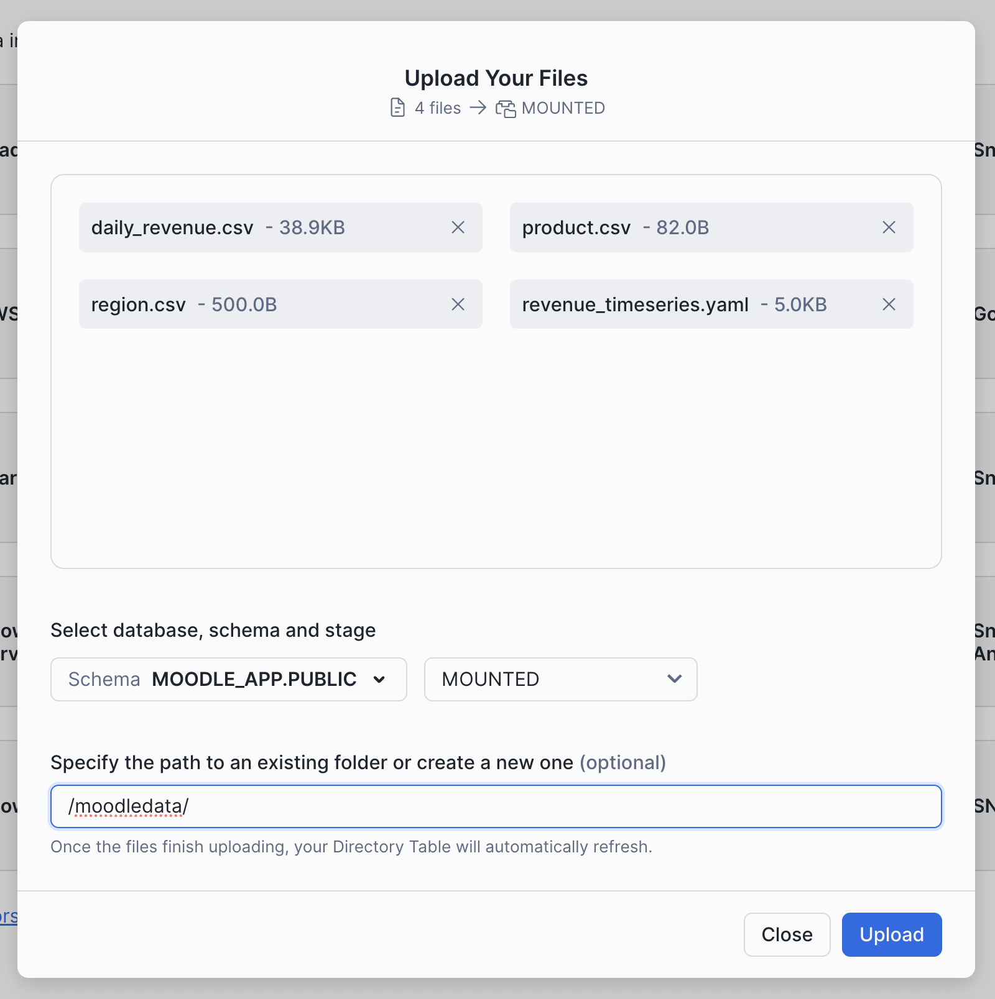 Upload Your Files
4 files → MOUNTED
daily_revenue.csv - 38.9KB
product.csv - 82.0B
region.csv - 500.0B
revenue_timeseries.yaml - 5.0KB
Select database, schema and stage
Schema MOODLE_APP.PUBLIC
MOUNTED
Specify the path to an existing folder or create a new one (optional)
/moodledata/
Once the files finish uploading, your Directory Table will automatically refresh.
Close
Upload